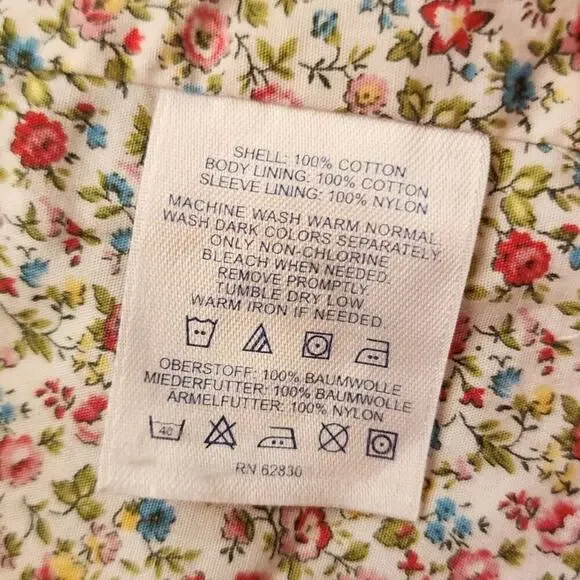 SHELL: 100% COTTON
BODY LINING: 100% COTTON
SLEEVE LINING: 100% NYLON
MACHINE WASH WARM NORMAL.
WASH DARK COLORS SEPARATELY.
ONLY NON-CHLORINE
BLEACH WHEN NEEDED.
REMOVE PROMPTLY.
TUMBLE DRY LOW.
WARM IRON IF NEEDED.
OBERSTOFF: 100% BAUMWOLLE
MIEDERFUTTER: 100% BAUMWOLLE
ARMELFUTTER: 100% NYLON
40
RN 62830